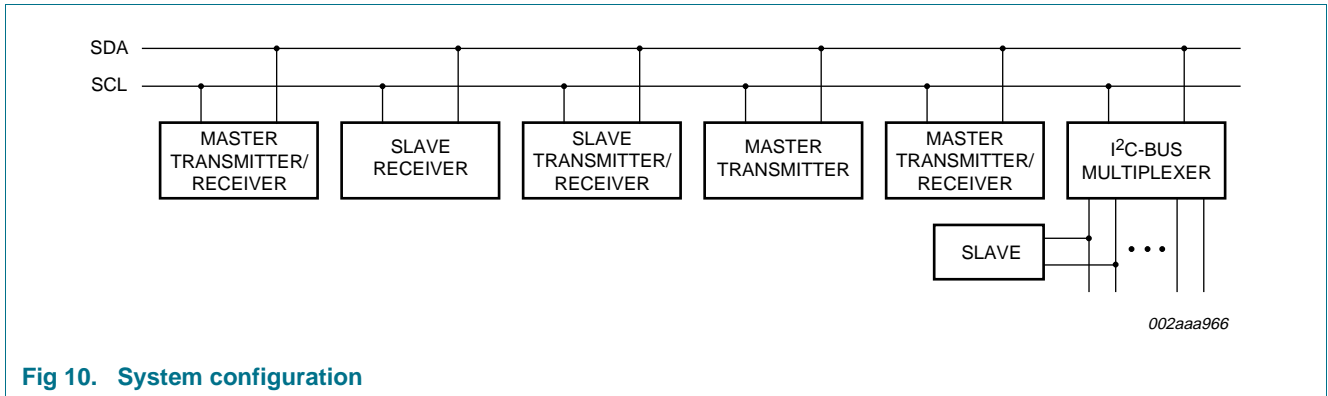 SDA
SCL
MASTER
TRANSMITTER/
RECEIVER
SLAVE
RECEIVER
SLAVE
TRANSMITTER/
RECEIVER
MASTER
TRANSMITTER
MASTER
TRANSMITTER/
RECEIVER
I²C-BUS
MULTIPLEXER
SLAVE
002aaa966
Fig 10. System configuration